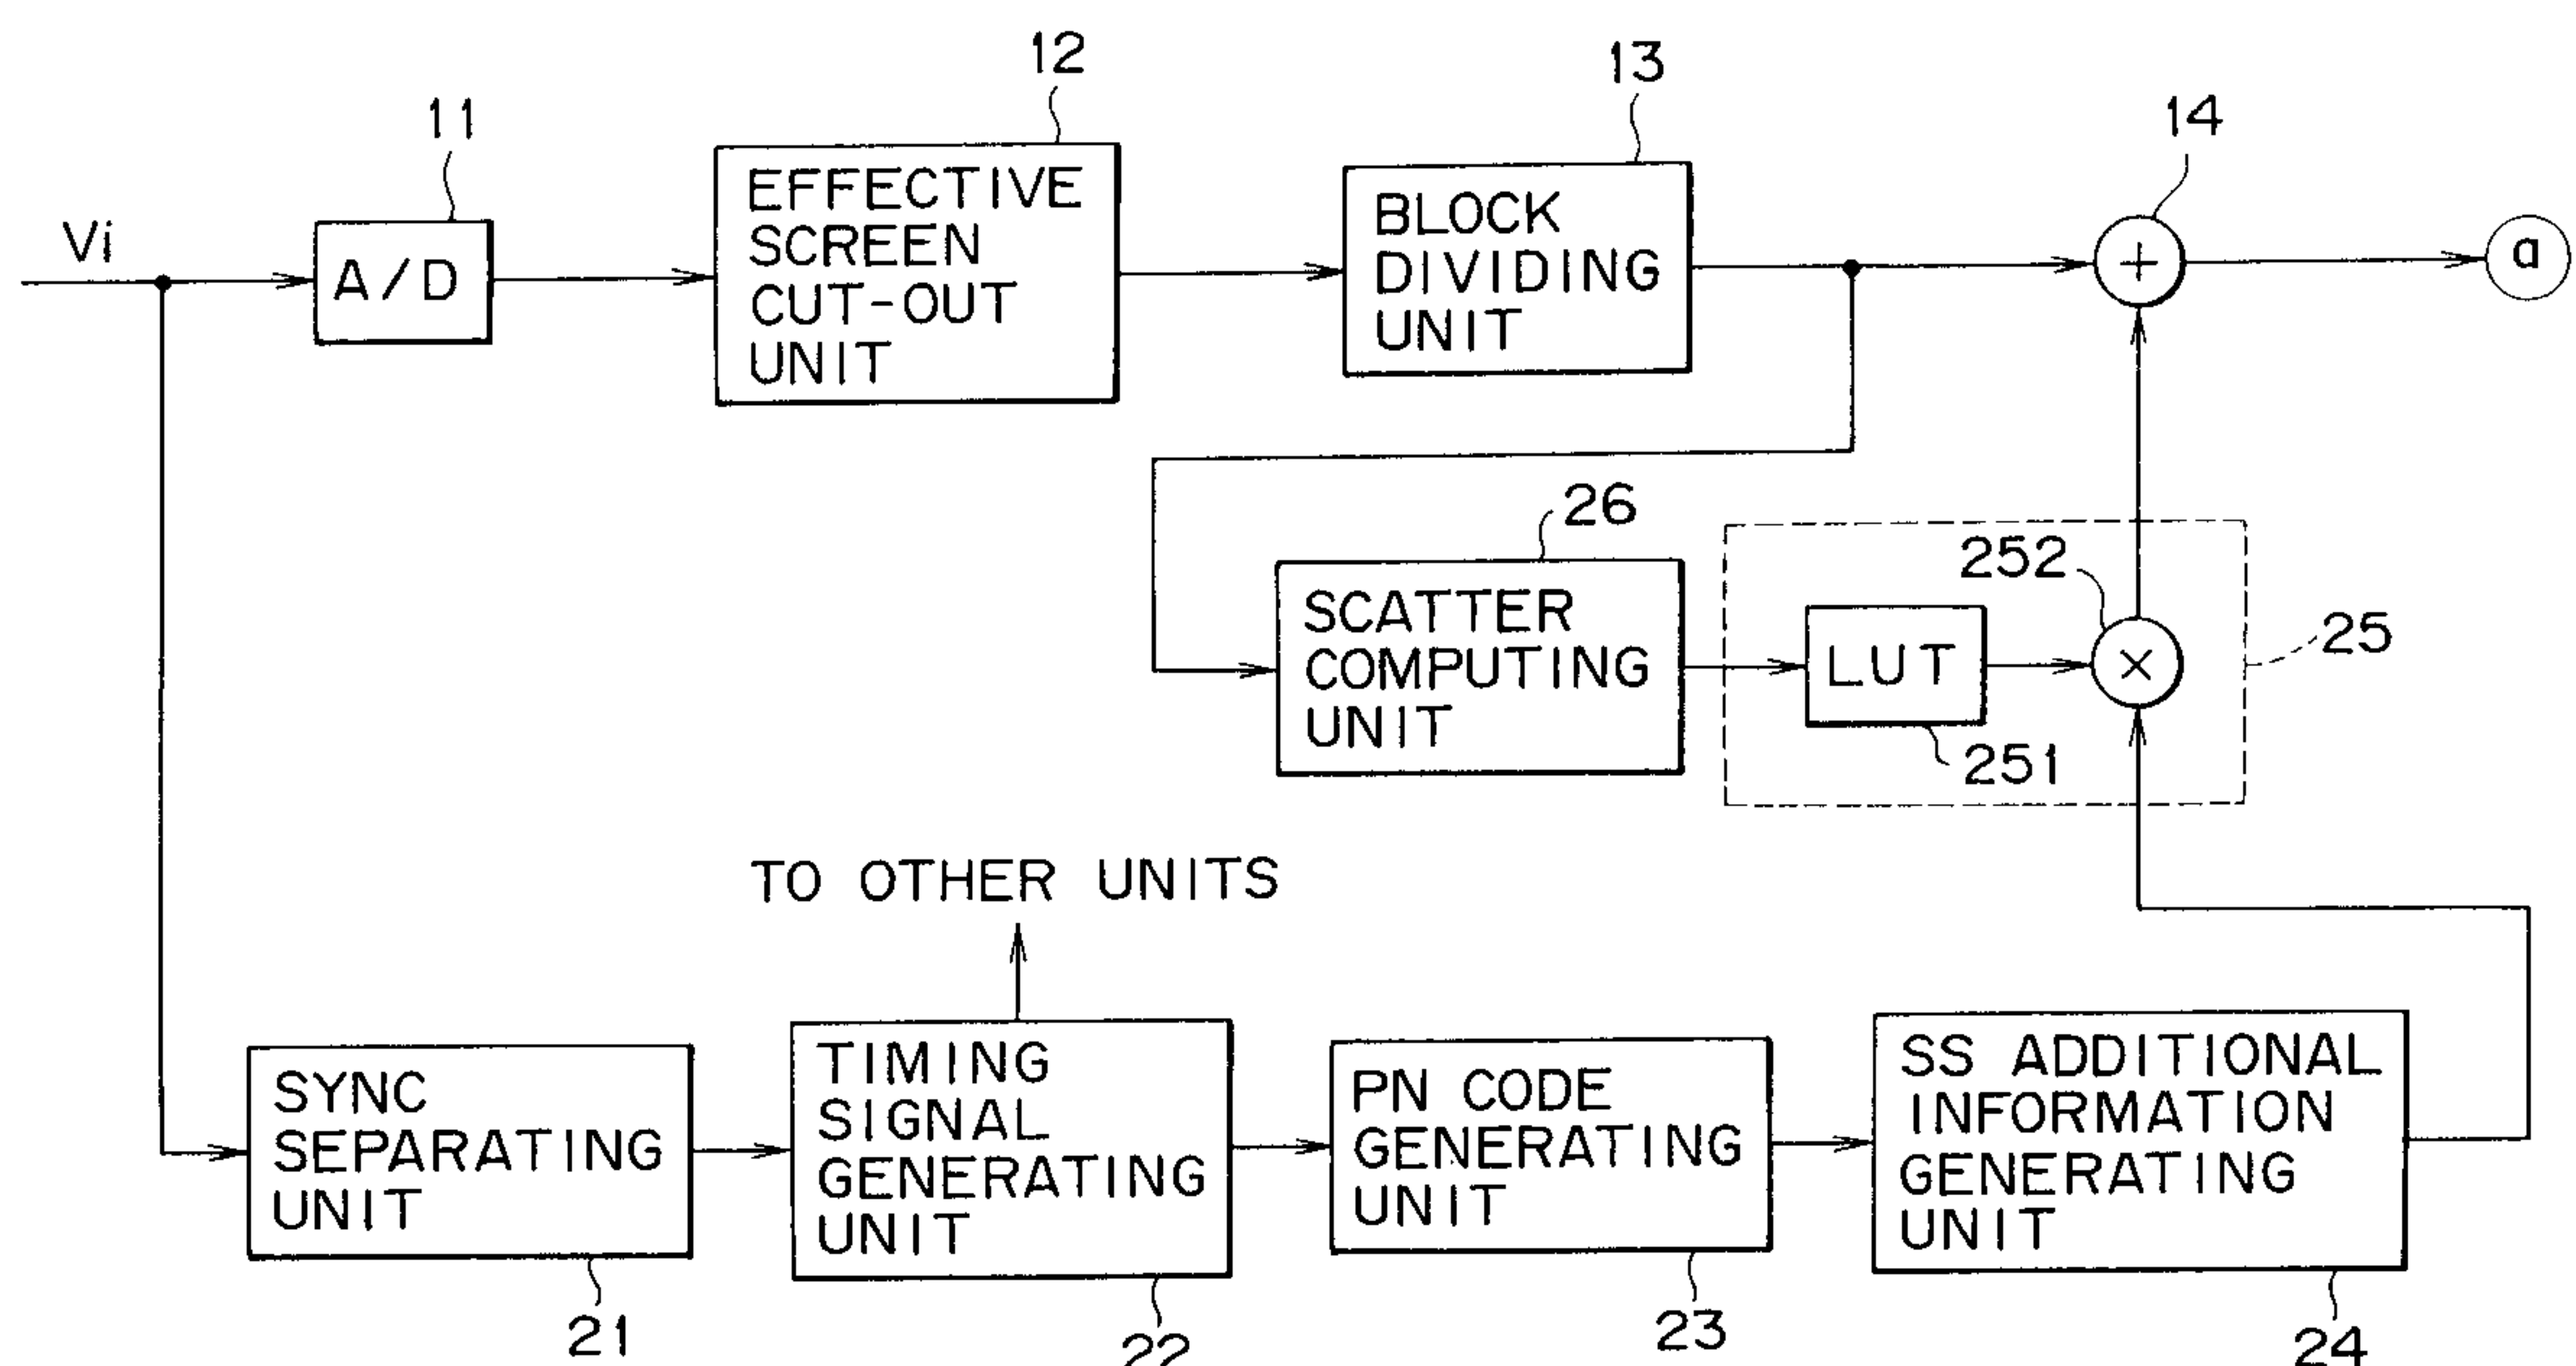 12
13
11
14
Vi
A/D
EFFECTIVE
SCREEN
CUT-OUT
UNIT
BLOCK
DIVIDING
UNIT
+
a
26
252
SCATTER
COMPUTING
UNIT
LUT
×
25
251
TO OTHER UNITS
SYNC
SEPARATING
UNIT
TIMING
SIGNAL
GENERATING
UNIT
PN CODE
GENERATING
UNIT
SS ADDITIONAL
INFORMATION
GENERATING
UNIT
21
22
23
24